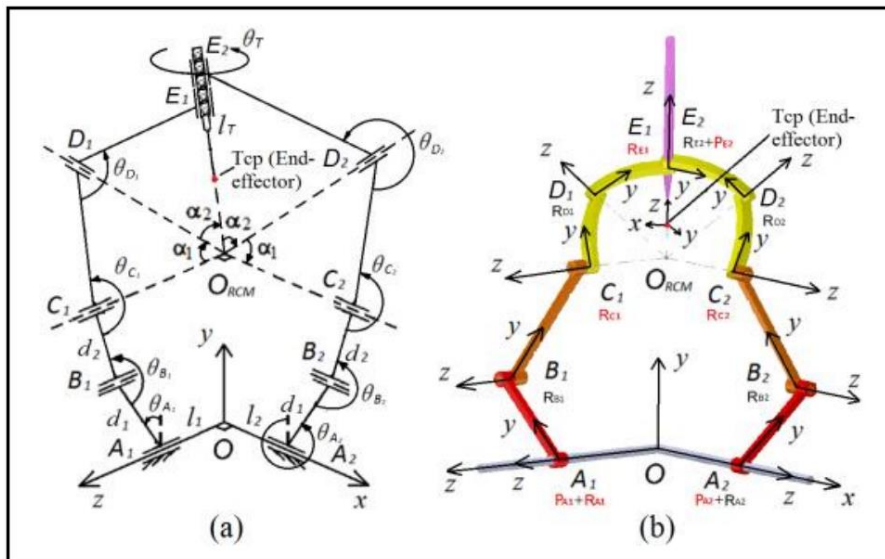 θT
E2
E1
lT
Tcp (End-
effector)
D1
D2
θD1
θD2
α2
α2
α1
α1
ORCM
θC1
θC2
C1
C2
y
d2
d2
B1
B2
θB1
θB2
θA1
θA2
d1
l1
l2
d1
O
A1
A2
z
x
(a)
Tcp (End-
effector)
z
E1
E2
RE1
RE2+PE2
z
z
D1
y
y
D2
RD1
z
RD2
x
y
y
y
z
ORCM
z
C1
C2
RC1
RC2
y
y
y
B1
B2
z
RB1
RB2
z
y
y
O
z
z
A1
A2
z
x
PA1+RA1
PA2+RA2
(b)